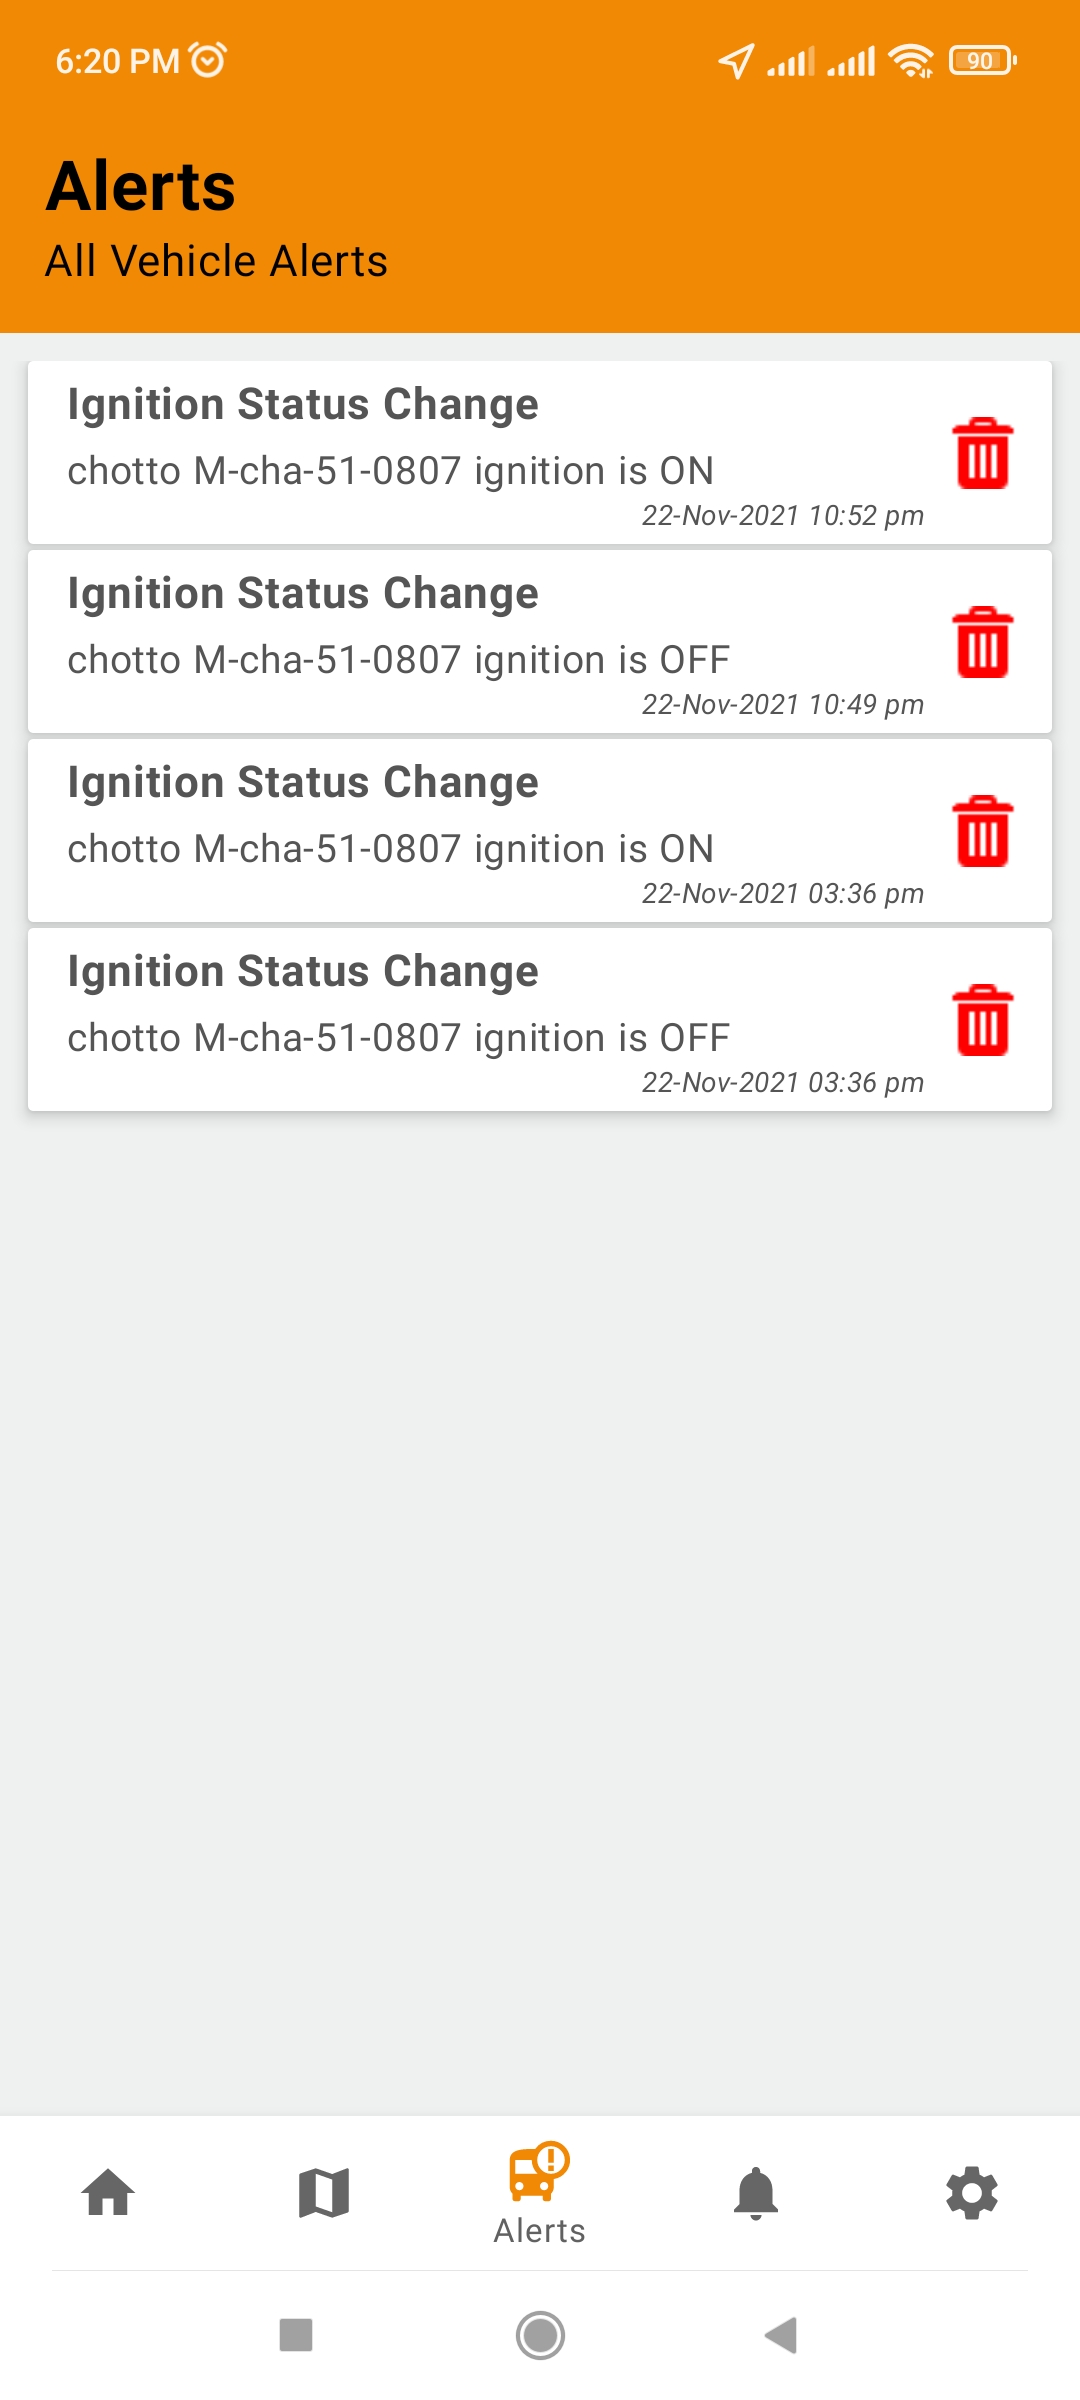 6:20 PM
90
Alerts
All Vehicle Alerts
Ignition Status Change
chotto M-cha-51-0807 ignition is ON
22-Nov-2021 10:52 pm
Ignition Status Change
chotto M-cha-51-0807 ignition is OFF
22-Nov-2021 10:49 pm
Ignition Status Change
chotto M-cha-51-0807 ignition is ON
22-Nov-2021 03:36 pm
Ignition Status Change
chotto M-cha-51-0807 ignition is OFF
22-Nov-2021 03:36 pm
Alerts